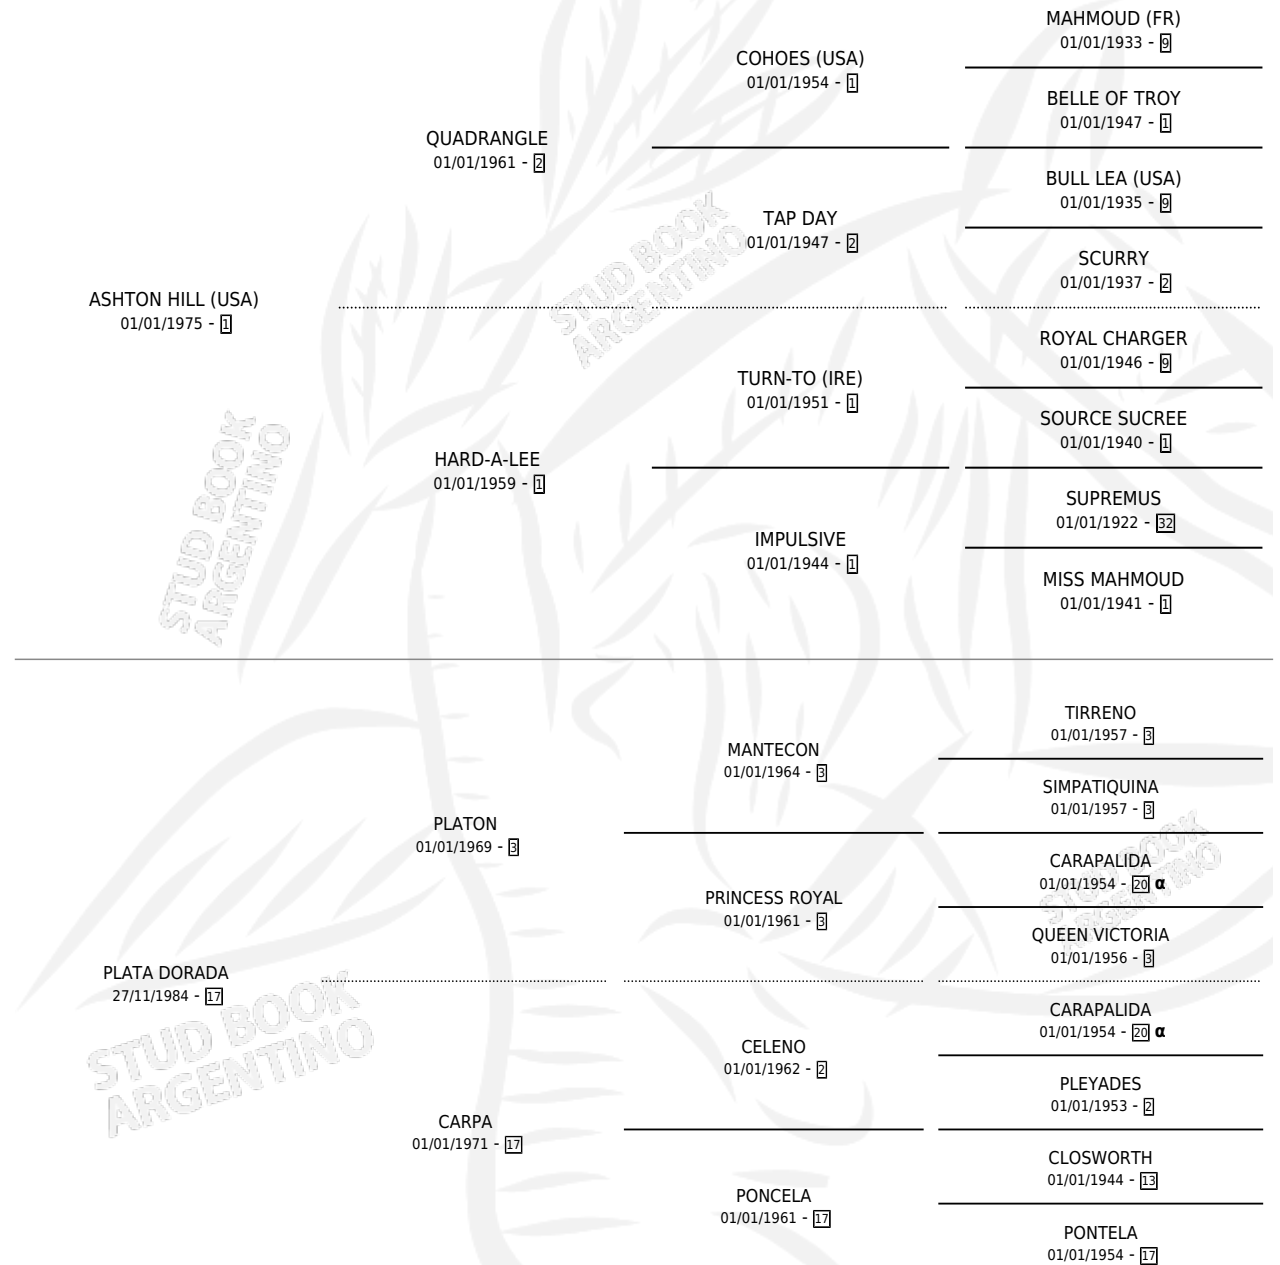 MAHMOUD (FR)
01/01/1933 - 9
COHOES (USA)
01/01/1954 - 1
BELLE OF TROY
01/01/1947 - 1
QUADRANGLE
01/01/1961 - 2
BULL LEA (USA)
01/01/1935 - 9
TAP DAY
01/01/1947 - 2
SCURRY
01/01/1937 - 2
ASHTON HILL (USA)
01/01/1975 - 1
ROYAL CHARGER
01/01/1946 - 9
TURN-TO (IRE)
01/01/1951 - 1
SOURCE SUCREE
01/01/1940 - 1
HARD-A-LEE
01/01/1959 - 1
SUPREMUS
01/01/1922 - 32
IMPULSIVE
01/01/1944 - 1
MISS MAHMOUD
01/01/1941 - 1
TIRRENO
01/01/1957 - 3
MANTECON
01/01/1964 - 3
SIMPATIQUINA
01/01/1957 - 3
PLATON
01/01/1969 - 3
CARAPALIDA
01/01/1954 - 20 α
PRINCESS ROYAL
01/01/1961 - 3
QUEEN VICTORIA
01/01/1956 - 3
PLATA DORADA
27/11/1984 - 17
CARAPALIDA
01/01/1954 - 20 α
CELENO
01/01/1962 - 2
PLEYADES
01/01/1953 - 2
CARPA
01/01/1971 - 17
CLOSWORTH
01/01/1944 - 13
PONCELA
01/01/1961 - 17
PONTELA
01/01/1954 - 17
STUD BOOK
ARGENTINO
STUD BOOK
ARGENTINO
STUD BOOK
ARGENTINO
STUD BOOK
ARGENTINO